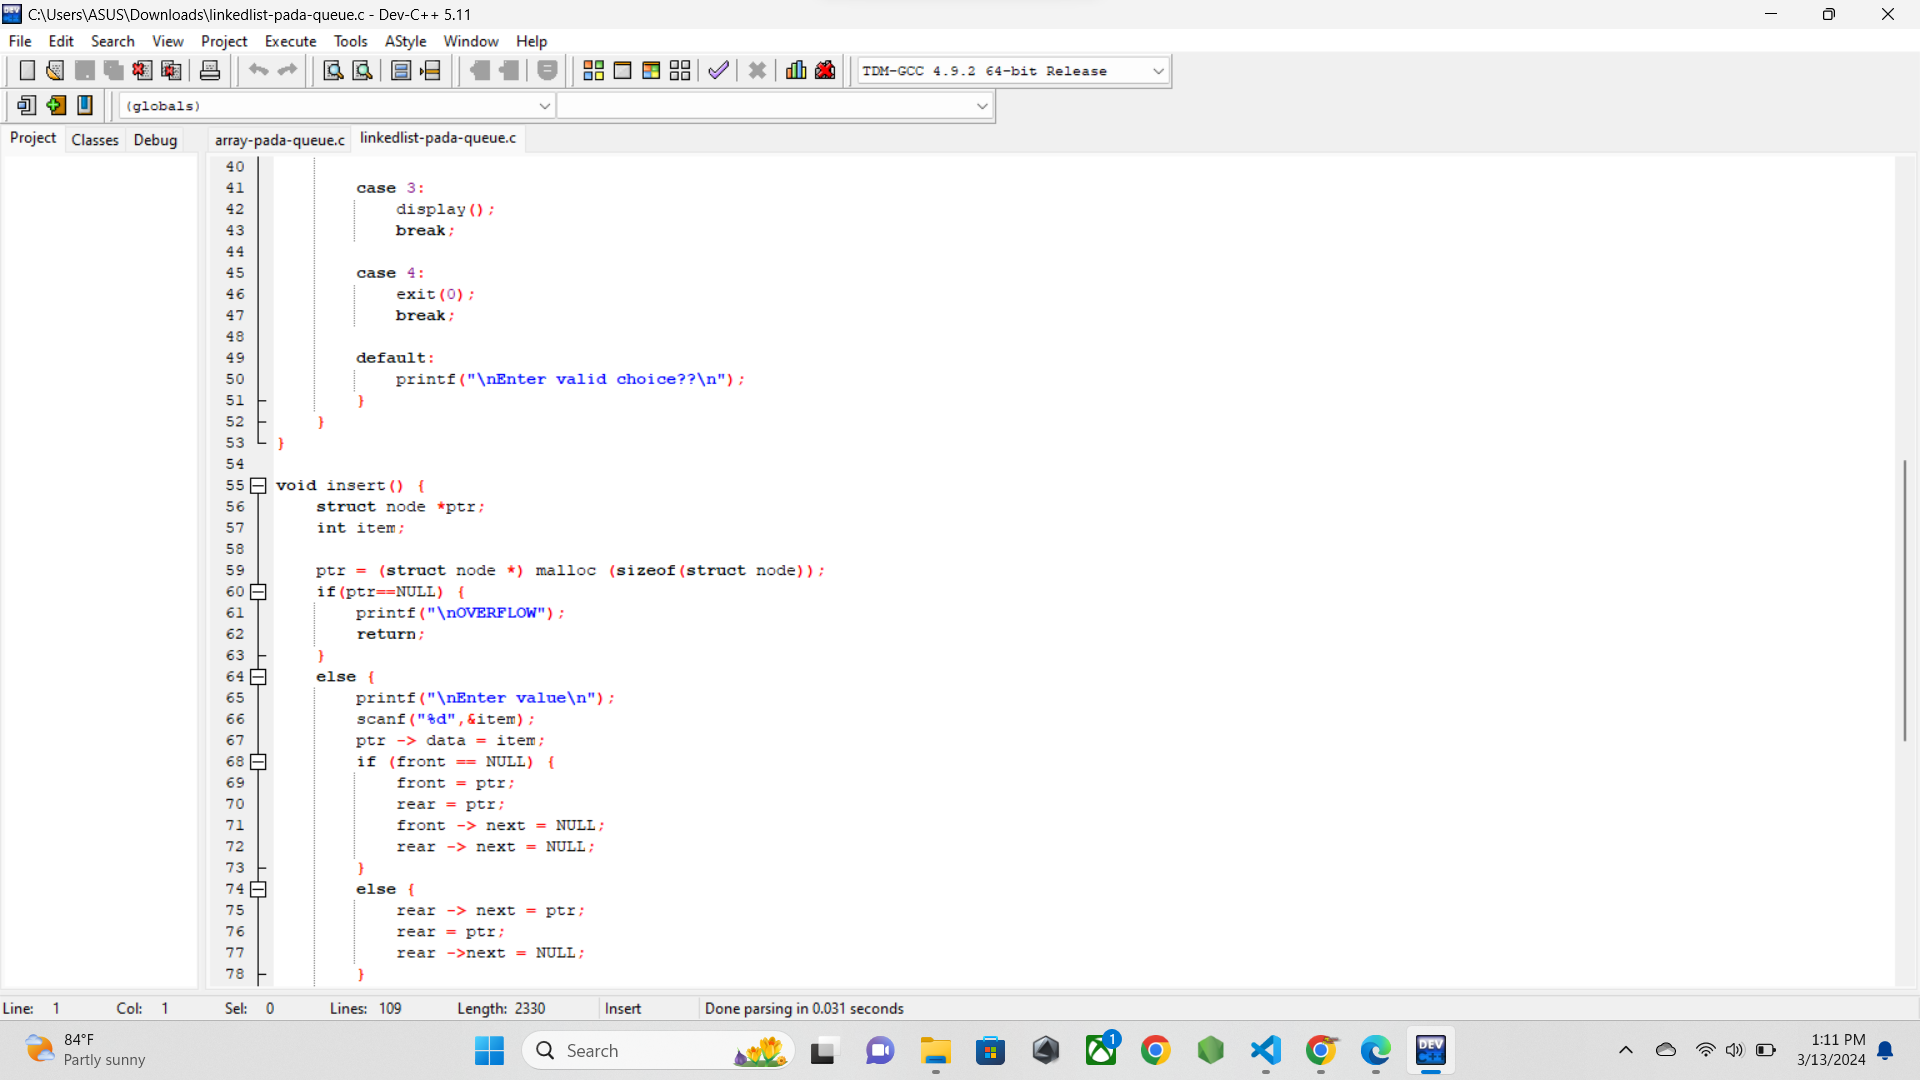 C:\Users\ASUS\Downloads\linkedlist-pada-queue.c - Dev-C++ 5.11
File Edit Search View Project Execute Tools AStyle Window Help
TDM-GCC 4.9.2 64-bit Release
(globals)
Project Classes Debug array-pada-queue.c linkedlist-pada-queue.c
40
41 case 3:
42 display();
43 break;
44
45 case 4:
46 exit(0);
47 break;
48
49 default:
50 printf("\nEnter valid choice??\n");
51 }
52 }
53 }
54
55 void insert() {
56 struct node *ptr;
57 int item;
58
59 ptr = (struct node *) malloc (sizeof(struct node));
60 if(ptr==NULL) {
61 printf("\nOVERFLOW");
62 return;
63 }
64 else {
65 printf("\nEnter value\n");
66 scanf("%d",&item);
67 ptr -> data = item;
68 if (front == NULL) {
69 front = ptr;
70 rear = ptr;
71 front -> next = NULL;
72 rear -> next = NULL;
73 }
74 else {
75 rear -> next = ptr;
76 rear = ptr;
77 rear ->next = NULL;
78 }
Line: 1 Col: 1 Sel: 0 Lines: 109 Length: 2330 Insert Done parsing in 0.031 seconds
84°F
Partly sunny
Search
1
DEV C++
1:11 PM
3/13/2024